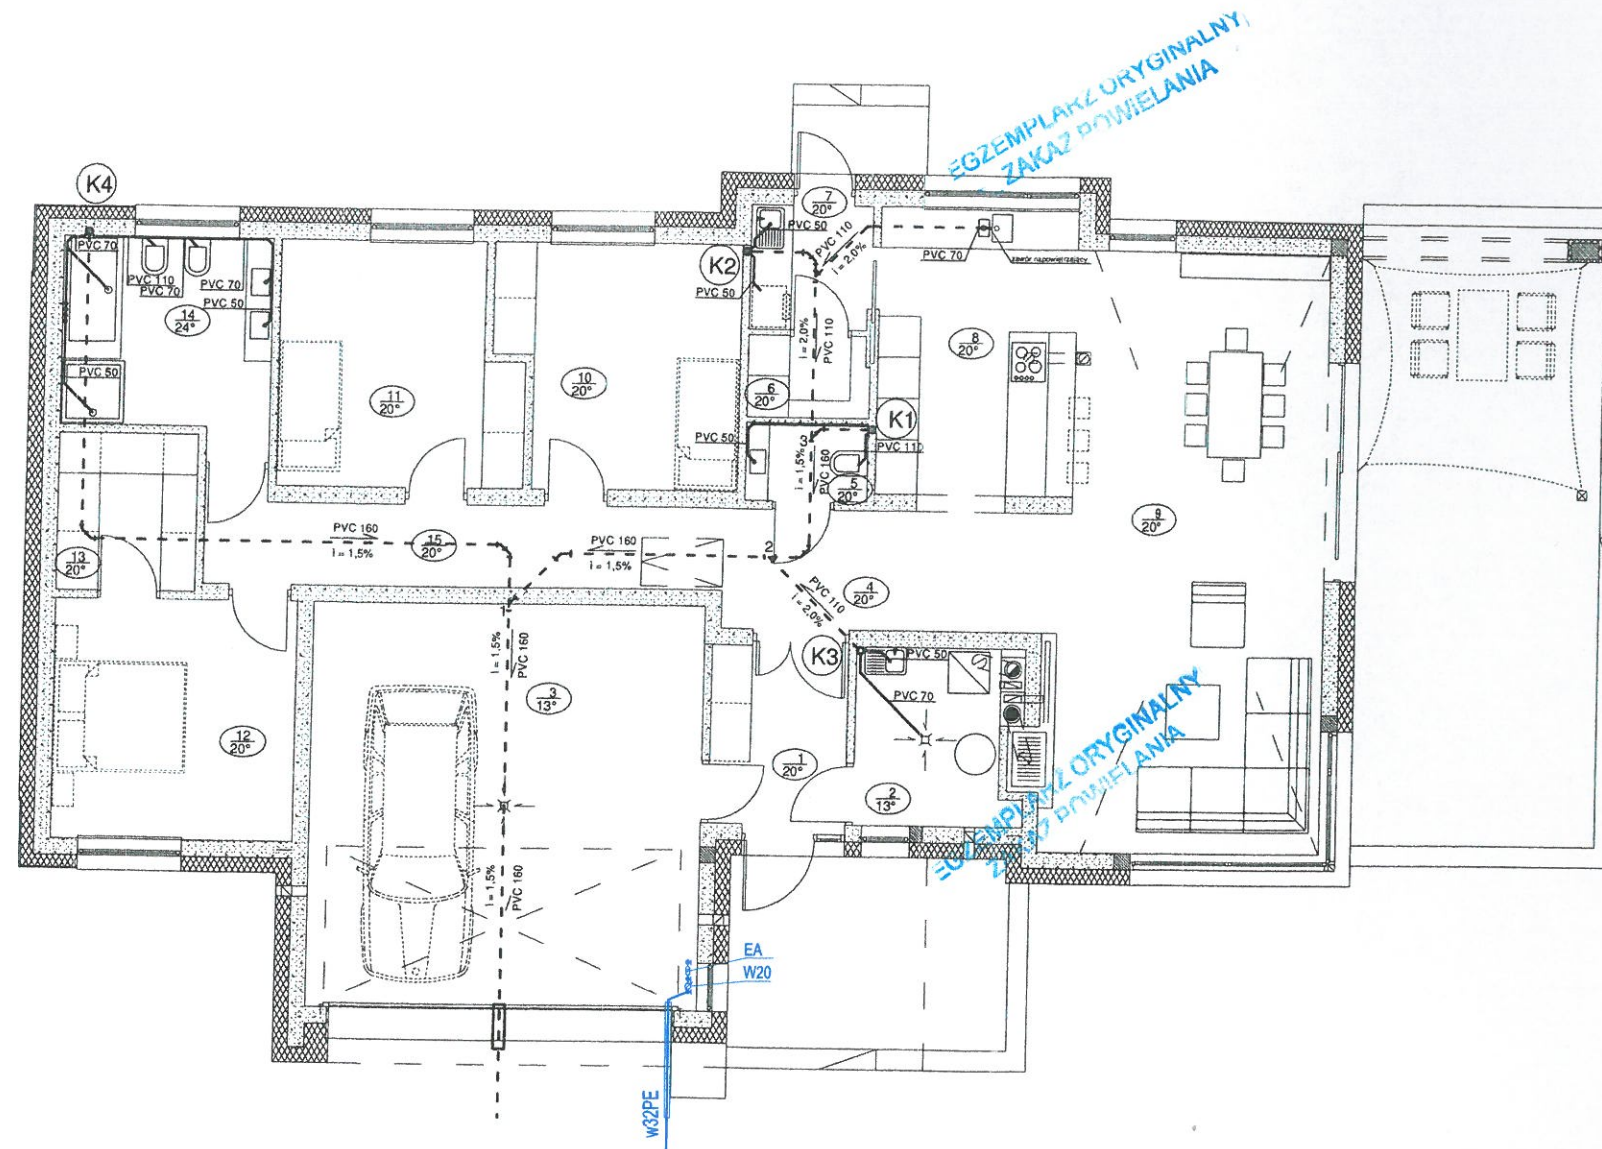 EGZEMPLARZ ORYGINALNY
ZAKAZ POWIELANIA
K4
7
20°
PVC 50
PVC 110
i = 2,0%
PVC 70
zawór napowietrzający
PVC 70
K2
PVC 50
PVC 110
PVC 70
PVC 70
PVC 50
14
24°
i = 2,0%
PVC 110
8
20°
PVC 50
11
20°
10
20°
6
20°
K1
PVC 50
3
PVC 110
i = 1,5%
PVC 160
5
20°
9
20°
PVC 160
i = 1,5%
15
20°
PVC 160
i = 1,5%
2
13
20°
PVC 110
i = 2,0%
4
20°
1
K3
PVC 50
i = 1,5%
PVC 160
PVC 70
3
13°
12
20°
1
20°
2
13°
EGZEMPLARZ ORYGINALNY
ZAKAZ POWIELANIA
i = 1,5%
PVC 160
EA
W20
w32PE